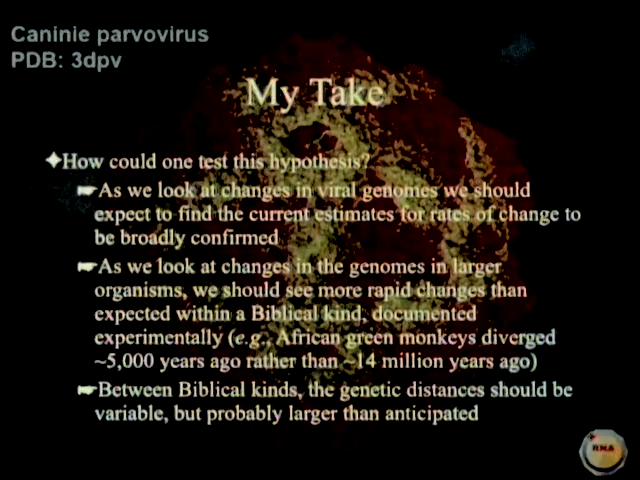 Caninie parvovirus
PDB: 3dpv
My Take
✦How could one test this hypothesis?
☛As we look at changes in viral genomes we should
expect to find the current estimates for rates of change to
be broadly confirmed
☛As we look at changes in the genomes in larger
organisms, we should see more rapid changes than
expected within a Biblical kind, documented
experimentally (e.g., African green monkeys diverged
~5,000 years ago rather than ~14 million years ago)
☛Between Biblical kinds, the genetic distances should be
variable, but probably larger than anticipated
RNA